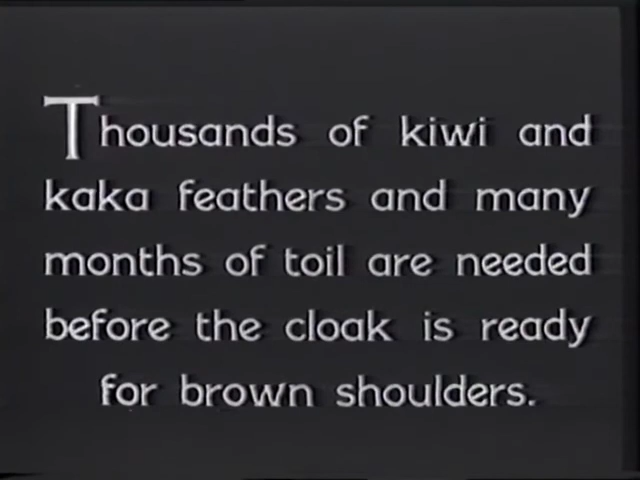 Thousands of kiwi and
kaka feathers and many
months of toil are needed
before the cloak is ready
for brown shoulders.